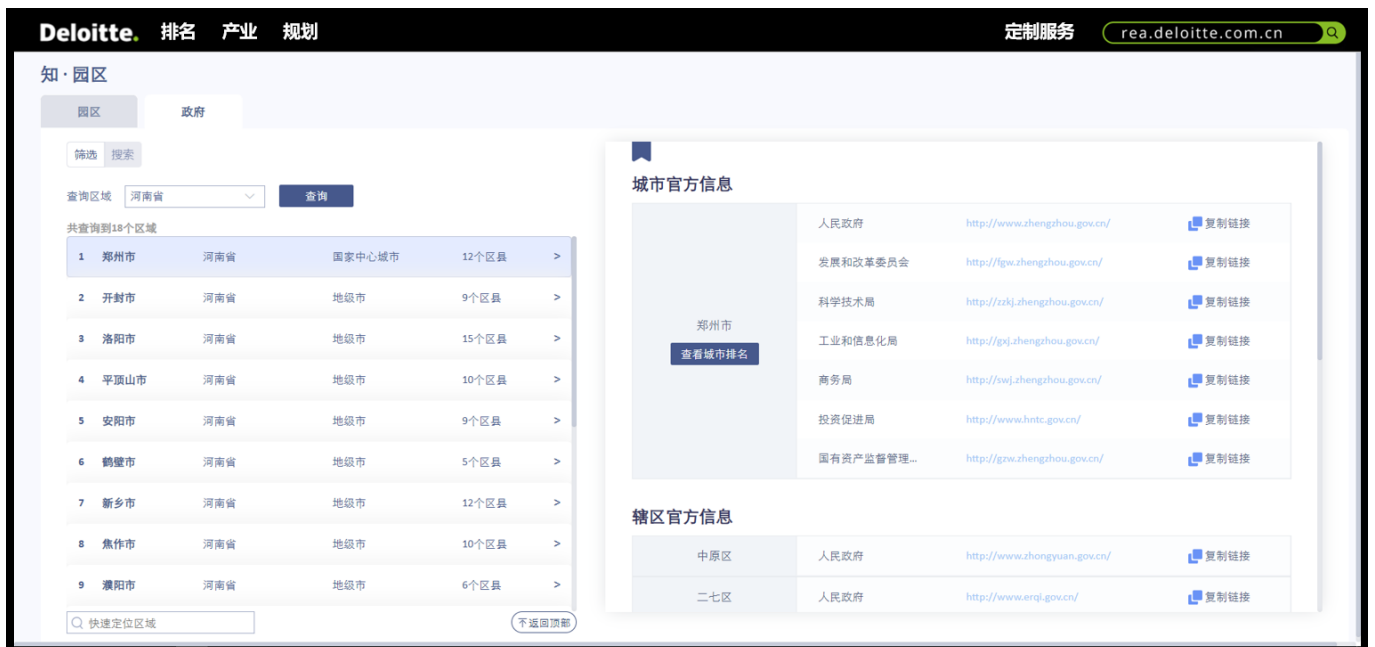 Deloitte. 排名 产业 规划 定制服务 rea.deloitte.com.cn
知·园区
园区 政府
筛选 搜索
查询区域 河南省 查询
共查询到18个区域
1 郑州市 河南省 国家中心城市 12个区县 >
2 开封市 河南省 地级市 9个区县 >
3 洛阳市 河南省 地级市 15个区县 >
4 平顶山市 河南省 地级市 10个区县 >
5 安阳市 河南省 地级市 9个区县 >
6 鹤壁市 河南省 地级市 5个区县 >
7 新乡市 河南省 地级市 12个区县 >
8 焦作市 河南省 地级市 10个区县 >
9 濮阳市 河南省 地级市 6个区县 >
快速定位区域 不返回顶部
城市官方信息
郑州市
查看城市排名
人民政府 http://www.zhengzhou.gov.cn/ 复制链接
发展和改革委员会 http://fgw.zhengzhou.gov.cn/ 复制链接
科学技术局 http://zzkj.zhengzhou.gov.cn/ 复制链接
工业和信息化局 http://gxj.zhengzhou.gov.cn/ 复制链接
商务局 http://swj.zhengzhou.gov.cn/ 复制链接
投资促进局 http://www.hntc.gov.cn/ 复制链接
国有资产监督管理... http://gzw.zhengzhou.gov.cn/ 复制链接
辖区官方信息
中原区 人民政府 http://www.zhongyuan.gov.cn/ 复制链接
二七区 人民政府 http://www.erqi.gov.cn/ 复制链接